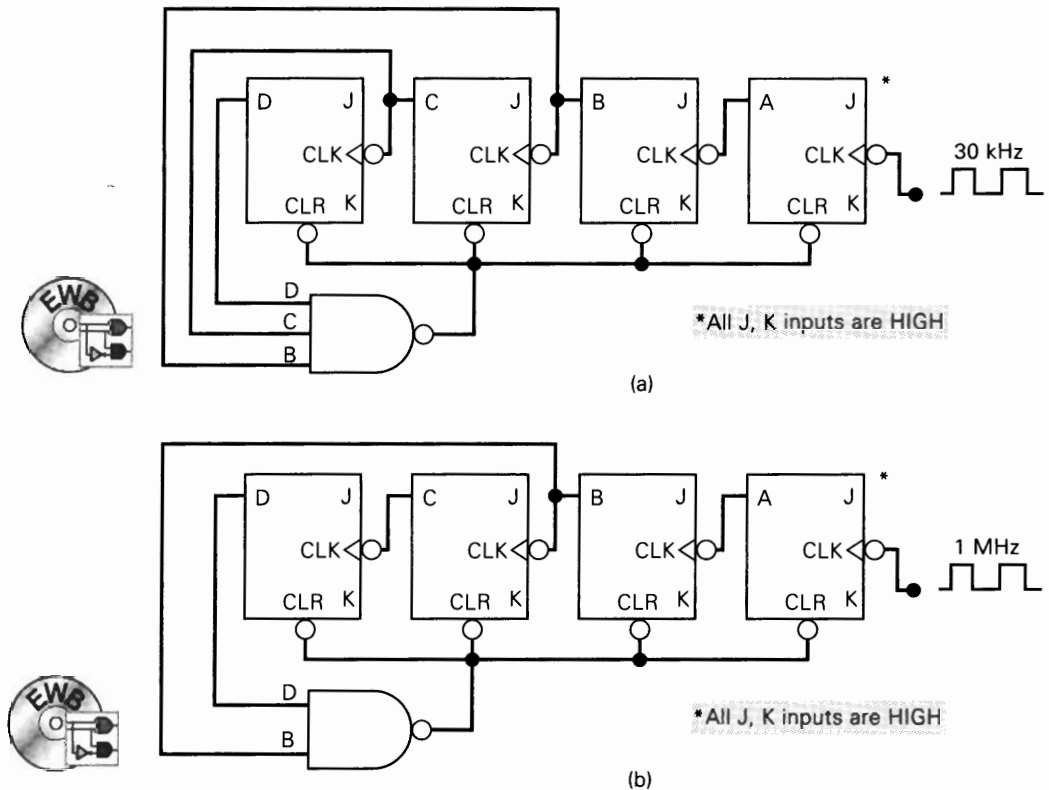 D J C J B J A J *
CLK CLK CLK CLK 30 kHz
CLR K CLR K CLR K CLR K
EWB
D
C
B
*All J, K inputs are HIGH
(a)
D J C J B J A J *
CLK CLK CLK CLK 1 MHz
CLR K CLR K CLR K CLR K
EWB
D
B
*All J, K inputs are HIGH
(b)